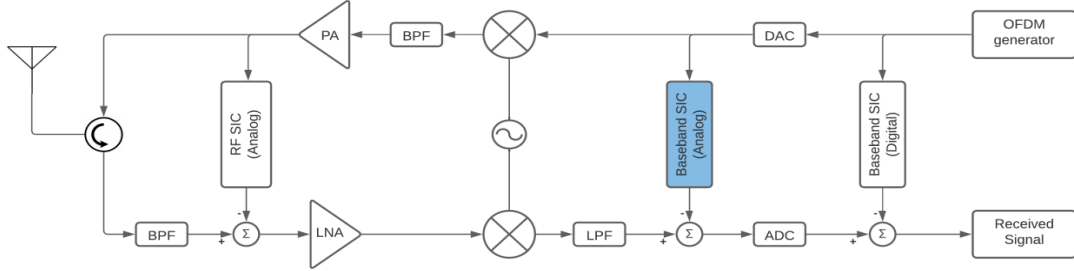 PA
BPF
DAC
OFDM
generator
RF SIC
(Analog)
Baseband SIC
(Analog)
Baseband SIC
(Digital)
-
-
-
BPF
+
Σ
LNA
LPF
+
Σ
ADC
+
Σ
Received
Signal